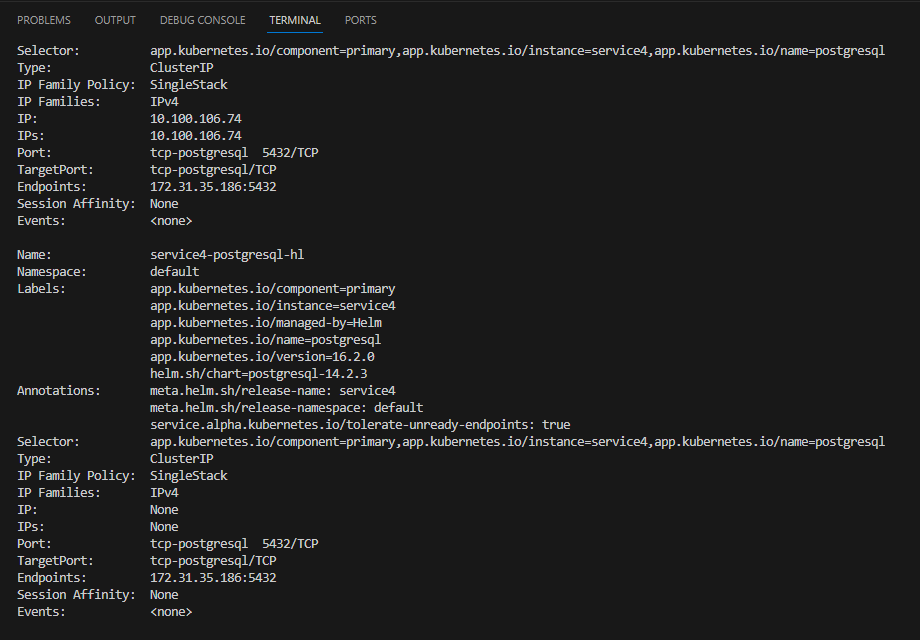 PROBLEMS OUTPUT DEBUG CONSOLE TERMINAL PORTS
Selector: app.kubernetes.io/component=primary,app.kubernetes.io/instance=service4,app.kubernetes.io/name=postgresql
Type: ClusterIP
IP Family Policy: SingleStack
IP Families: IPv4
IP: 10.100.106.74
IPs: 10.100.106.74
Port: tcp-postgresql 5432/TCP
TargetPort: tcp-postgresql/TCP
Endpoints: 172.31.35.186:5432
Session Affinity: None
Events: <none>
Name: service4-postgresql-hl
Namespace: default
Labels: app.kubernetes.io/component=primary
app.kubernetes.io/instance=service4
app.kubernetes.io/managed-by=Helm
app.kubernetes.io/name=postgresql
app.kubernetes.io/version=16.2.0
helm.sh/chart=postgresql-14.2.3
Annotations: meta.helm.sh/release-name: service4
meta.helm.sh/release-namespace: default
service.alpha.kubernetes.io/tolerate-unready-endpoints: true
Selector: app.kubernetes.io/component=primary,app.kubernetes.io/instance=service4,app.kubernetes.io/name=postgresql
Type: ClusterIP
IP Family Policy: SingleStack
IP Families: IPv4
IP: None
IPs: None
Port: tcp-postgresql 5432/TCP
TargetPort: tcp-postgresql/TCP
Endpoints: 172.31.35.186:5432
Session Affinity: None
Events: <none>